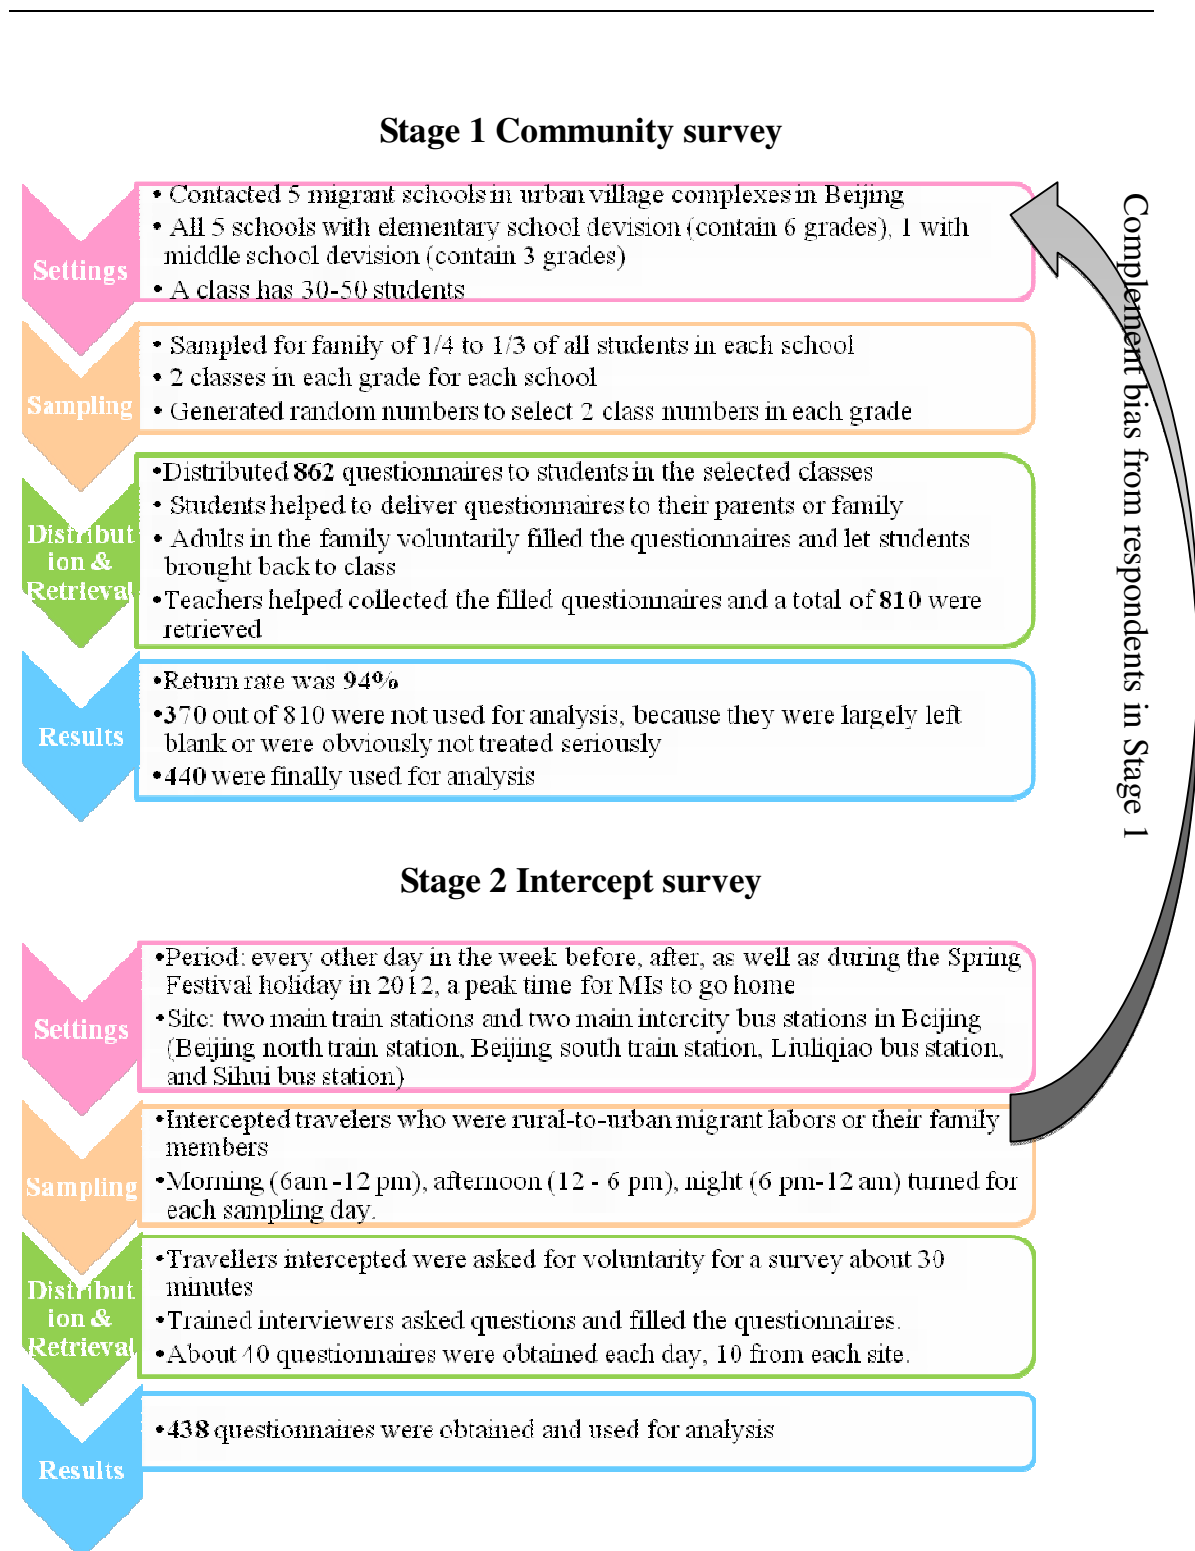 Stage 1 Community survey
Settings
• Contacted 5 migrant schools in urban village complexes in Beijing
• All 5 schools with elementary school devision (contain 6 grades), 1 with
middle school devision (contain 3 grades)
• A class has 30-50 students
Sampling
• Sampled for family of 1/4 to 1/3 of all students in each school
• 2 classes in each grade for each school
• Generated random numbers to select 2 class numbers in each grade
Distribut
ion &
Retrieval
•Distributed 862 questionnaires to students in the selected classes
• Students helped to deliver questionnaires to their parents or family
• Adults in the family voluntarily filled the questionnaires and let students
brought back to class
•Teachers helped collected the filled questionnaires and a total of 810 were
retrieved
Results
•Return rate was 94%
•370 out of 810 were not used for analysis, because they were largely left
blank or were obviously not treated seriously
•440 were finally used for analysis
Complement bias from respondents in Stage 1
Stage 2 Intercept survey
Settings
•Period: every other day in the week before, after, as well as during the Spring
Festival holiday in 2012, a peak time for MIs to go home
•Site: two main train stations and two main intercity bus stations in Beijing
(Beijing north train station, Beijing south train station, Liuliqiao bus station,
and Sihui bus station)
Sampling
•Intercepted travelers who were rural-to-urban migrant labors or their family
members
•Morning (6am -12 pm), afternoon (12 - 6 pm), night (6 pm-12 am) turned for
each sampling day.
Distribut
ion &
Retrieval
•Travellers intercepted were asked for voluntarity for a survey about 30
minutes
•Trained interviewers asked questions and filled the questionnaires.
•About 40 questionnaires were obtained each day, 10 from each site.
Results
•438 questionnaires were obtained and used for analysis